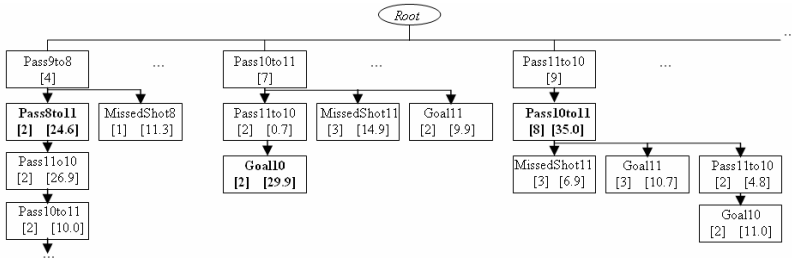 Root
...
Pass9to8
[4]
...
Pass10to11
[7]
...
Pass11to10
[9]
...
Pass8to11
[2] [24.6]
MissedShot8
[1] [11.3]
Pass11to10
[2] [0.7]
MissedShot11
[3] [14.9]
Goal11
[2] [9.9]
Pass10to11
[8] [35.0]
Pass11o10
[2] [26.9]
Goal10
[2] [29.9]
MissedShot11
[3] [6.9]
Goal11
[3] [10.7]
Pass11to10
[2] [4.8]
Pass10to11
[2] [10.0]
Goal10
[2] [11.0]
...